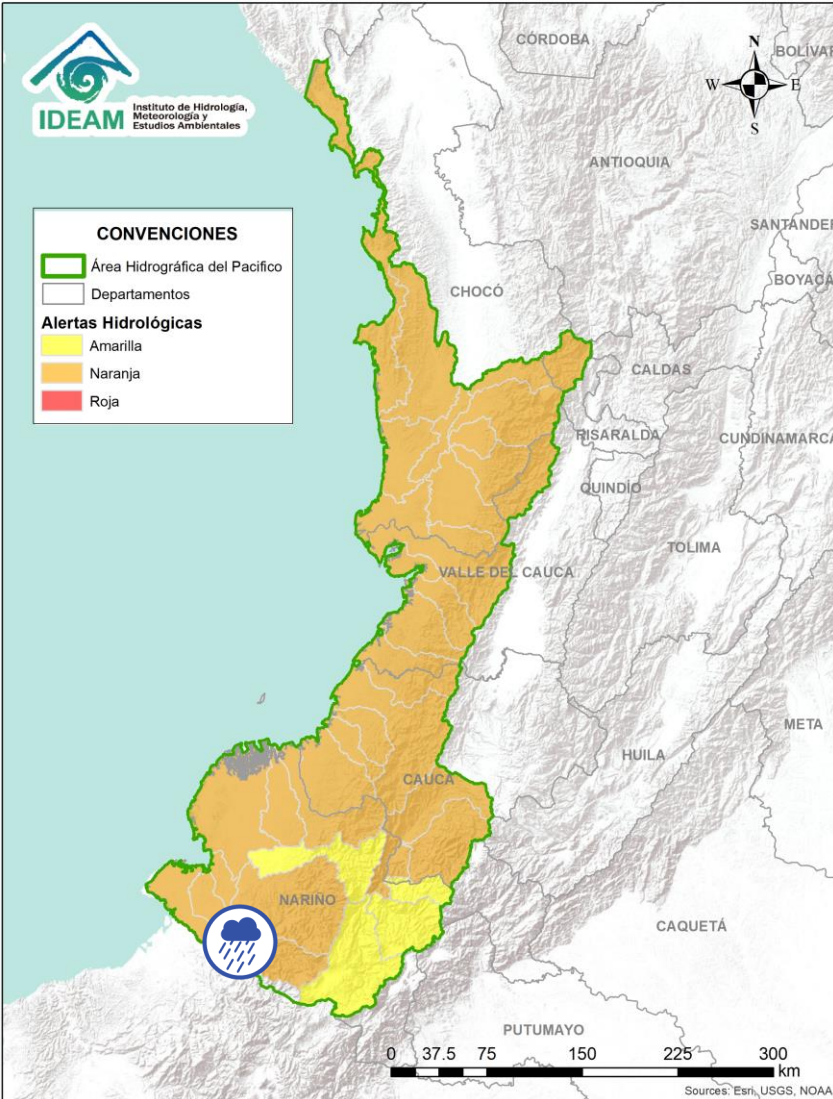 IDEAM
Instituto de Hidrología,
Meteorología y
Estudios Ambientales
N
W E
S
CÓRDOBA
BOLÍVAR
ANTIOQUIA
SANTANDER
BOYACÁ
CHOCÓ
CALDAS
RISARALDA
CUNDINAMARCA
QUINDÍO
TOLIMA
VALLE DEL CAUCA
META
HUILA
CAUCA
NARIÑO
CAQUETÁ
PUTUMAYO
CONVENCIONES
Área Hidrográfica del Pacifico
Departamentos
Alertas Hidrológicas
Amarilla
Naranja
Roja
0 37.5 75 150 225 300
km
Sources: Esri, USGS, NOAA